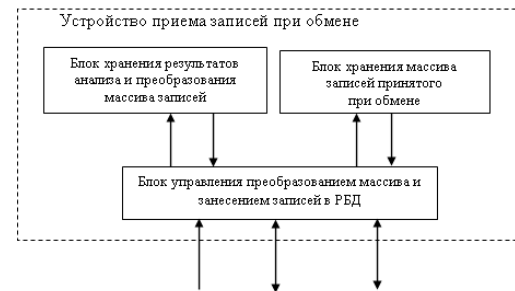 Устройство приема записей при обмене
Блок хранения результатов
анализа и преобразования
массива записей
Блок хранения массива
записей принятого
при обмене
Блок управления преобразованием массива и
занесением записей в РБД